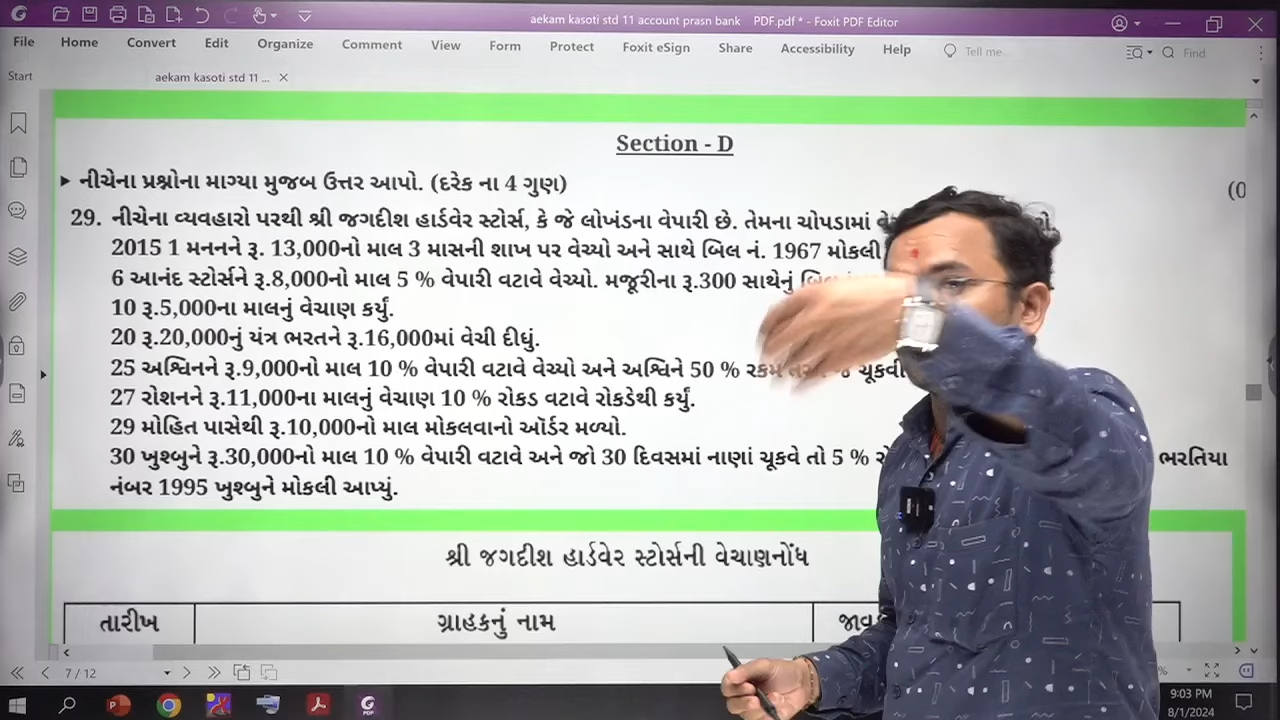 aekam kasoti std 11 account prasn bank PDF.pdf * - Foxit PDF Editor
File Home Convert Edit Organize Comment View Form Protect Foxit eSign Share Accessibility Help Tell me... Find
Start aekam kasoti std 11 ...
Section - D
નીચેના પ્રશ્નોના માગ્યા મુજબ ઉત્તર આપો. (દરેક ના 4 ગુણ) (0
29. નીચેના વ્યવહારો પરથી શ્રી જગદીશ હાર્ડવેર સ્ટોર્સ, કે જે લોખંડના વેપારી છે. તેમના ચોપડામાં
2015 1 મનનને રૂ. 13,000નો માલ 3 માસની શાખ પર વેચ્યો અને સાથે બિલ નં. 1967 મોકલી
6 આનંદ સ્ટોર્સને રૂ.8,000નો માલ 5 % વેપારી વટાવે વેચ્યો. મજૂરીના રૂ.300 સાથેનું
10 રૂ.5,000ના માલનું વેચાણ કર્યું.
20 રૂ.20,000નું યંત્ર ભરતને રૂ.16,000માં વેચી દીધું.
25 અશ્વિનને રૂ.9,000નો માલ 10 % વેપારી વટાવે વેચ્યો અને અશ્વિને 50 % રકમ
27 રોશનને રૂ.11,000ના માલનું વેચાણ 10 % રોકડ વટાવે રોકડેથી કર્યું.
29 મોહિત પાસેથી રૂ.10,000નો માલ મોકલવાનો ઑર્ડર મળ્યો.
30 ખુશ્બુને રૂ.30,000નો માલ 10 % વેપારી વટાવે અને જો 30 દિવસમાં નાણાં ચૂકવે તો 5 % ભરતિયા
નંબર 1995 ખુશ્બુને મોકલી આપ્યું.
શ્રી જગદીશ હાર્ડવેર સ્ટોર્સની વેચાણનોંધ
તારીખ ગ્રાહકનું નામ
7 / 12
9:03 PM
8/1/2024